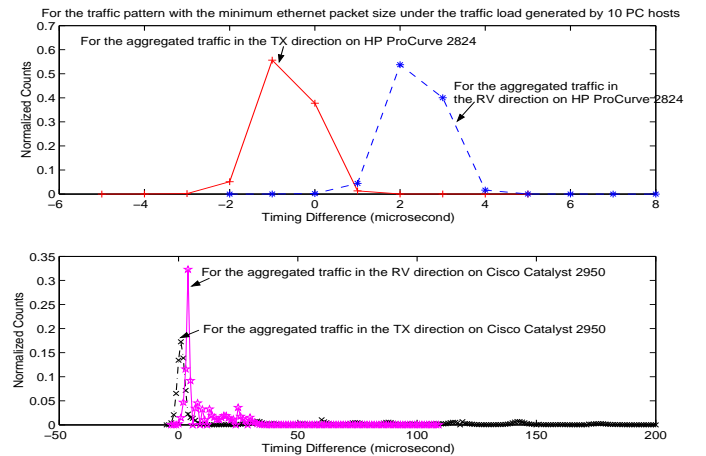 For the traffic pattern with the minimum ethernet packet size under the traffic load generated by 10 PC hosts
0.7
0.6
0.5
0.4
0.3
0.2
0.1
0
Normalized Counts
For the aggregated traffic in the TX direction on HP ProCurve 2824
For the aggregated traffic in
the RV direction on HP ProCurve 2824
−6 −4 −2 0 2 4 6 8
Timing Difference (microsecond)
0.35
0.3
0.25
0.2
0.15
0.1
0.05
0
Normalized Counts
For the aggregated traffic in the RV direction on Cisco Catalyst 2950
For the aggregated traffic in the TX direction on Cisco Catalyst 2950
−50 0 50 100 150 200
Timing Difference (microsecond)